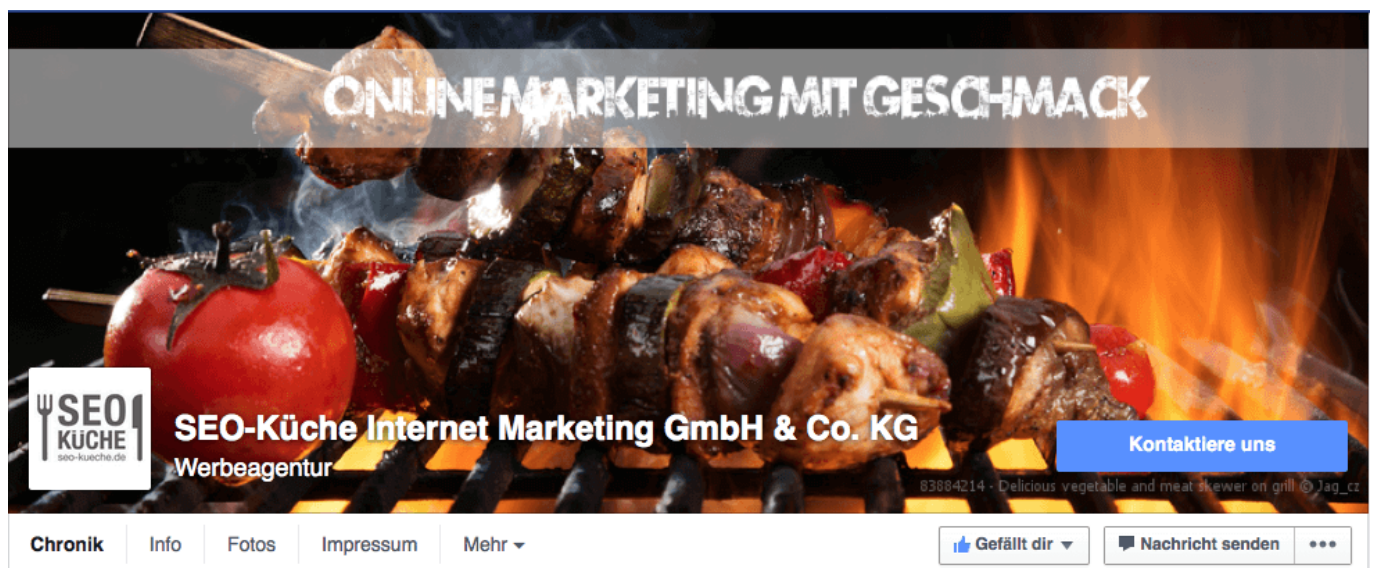 ONLINE MARKETING MIT GESCHMACK
SEO
KÜCHE
seo-kueche.de
SEO-Küche Internet Marketing GmbH & Co. KG
Werbeagentur
Kontaktiere uns
83884214 - Delicious vegetable and meat skewer on grill © Jag_cz
Chronik Info Fotos Impressum Mehr
Gefällt dir Nachricht senden •••